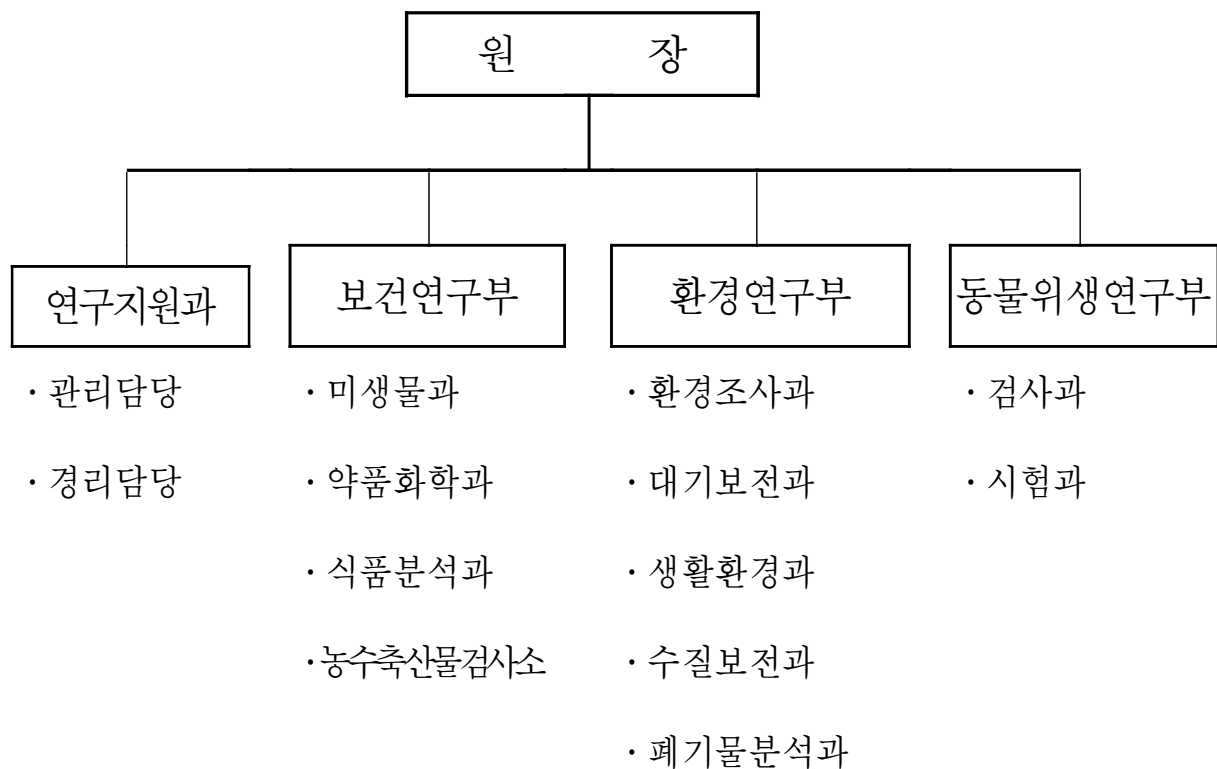 원 장
연구지원과
· 관리담당
· 경리담당
보건연구부
· 미생물과
· 약품화학과
· 식품분석과
· 농수축산물검사소
환경연구부
· 환경조사과
· 대기보전과
· 생활환경과
· 수질보전과
· 폐기물분석과
동물위생연구부
· 검사과
· 시험과